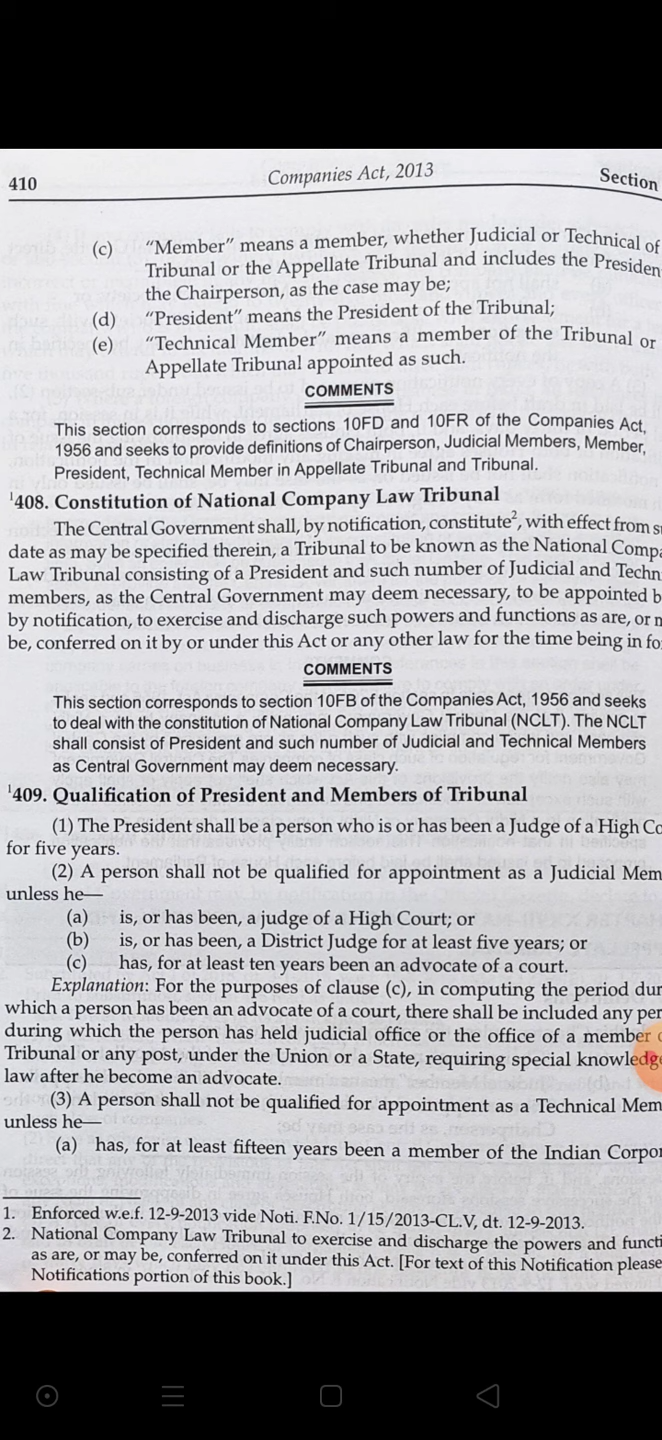 410 Companies Act, 2013 Section
(c) “Member” means a member, whether Judicial or Technical of
Tribunal or the Appellate Tribunal and includes the Presiden
the Chairperson, as the case may be;
(d) “President” means the President of the Tribunal;
(e) “Technical Member” means a member of the Tribunal or
Appellate Tribunal appointed as such.
COMMENTS
This section corresponds to sections 10FD and 10FR of the Companies Act,
1956 and seeks to provide definitions of Chairperson, Judicial Members, Member,
President, Technical Member in Appellate Tribunal and Tribunal.
¹408. Constitution of National Company Law Tribunal
The Central Government shall, by notification, constitute², with effect from s
date as may be specified therein, a Tribunal to be known as the National Compa
Law Tribunal consisting of a President and such number of Judicial and Techn
members, as the Central Government may deem necessary, to be appointed b
by notification, to exercise and discharge such powers and functions as are, or m
be, conferred on it by or under this Act or any other law for the time being in fo
COMMENTS
This section corresponds to section 10FB of the Companies Act, 1956 and seeks
to deal with the constitution of National Company Law Tribunal (NCLT). The NCLT
shall consist of President and such number of Judicial and Technical Members
as Central Government may deem necessary.
¹409. Qualification of President and Members of Tribunal
(1) The President shall be a person who is or has been a Judge of a High Co
for five years.
(2) A person shall not be qualified for appointment as a Judicial Mem
unless he—
(a) is, or has been, a judge of a High Court; or
(b) is, or has been, a District Judge for at least five years; or
(c) has, for at least ten years been an advocate of a court.
Explanation: For the purposes of clause (c), in computing the period dur
which a person has been an advocate of a court, there shall be included any per
during which the person has held judicial office or the office of a member
Tribunal or any post, under the Union or a State, requiring special knowledge
law after he become an advocate.
(3) A person shall not be qualified for appointment as a Technical Mem
unless he—
(a) has, for at least fifteen years been a member of the Indian Corpor
1. Enforced w.e.f. 12-9-2013 vide Noti. F.No. 1/15/2013-CL.V, dt. 12-9-2013.
2. National Company Law Tribunal to exercise and discharge the powers and functi
as are, or may be, conferred on it under this Act. [For text of this Notification please
Notifications portion of this book.]